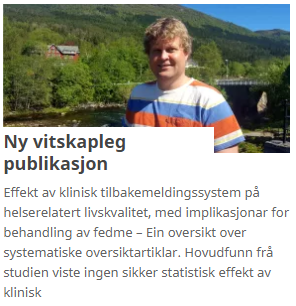 Ny vitskapleg
publikasjon
Effekt av klinisk tilbakemeldingssystem på
helserelatert livskvalitet, med implikasjonar for
behandling av fedme – Ein oversikt over
systematiske oversiktartiklar. Hovudfunn frå
studien viste ingen sikker statistisk effekt av
klinisk